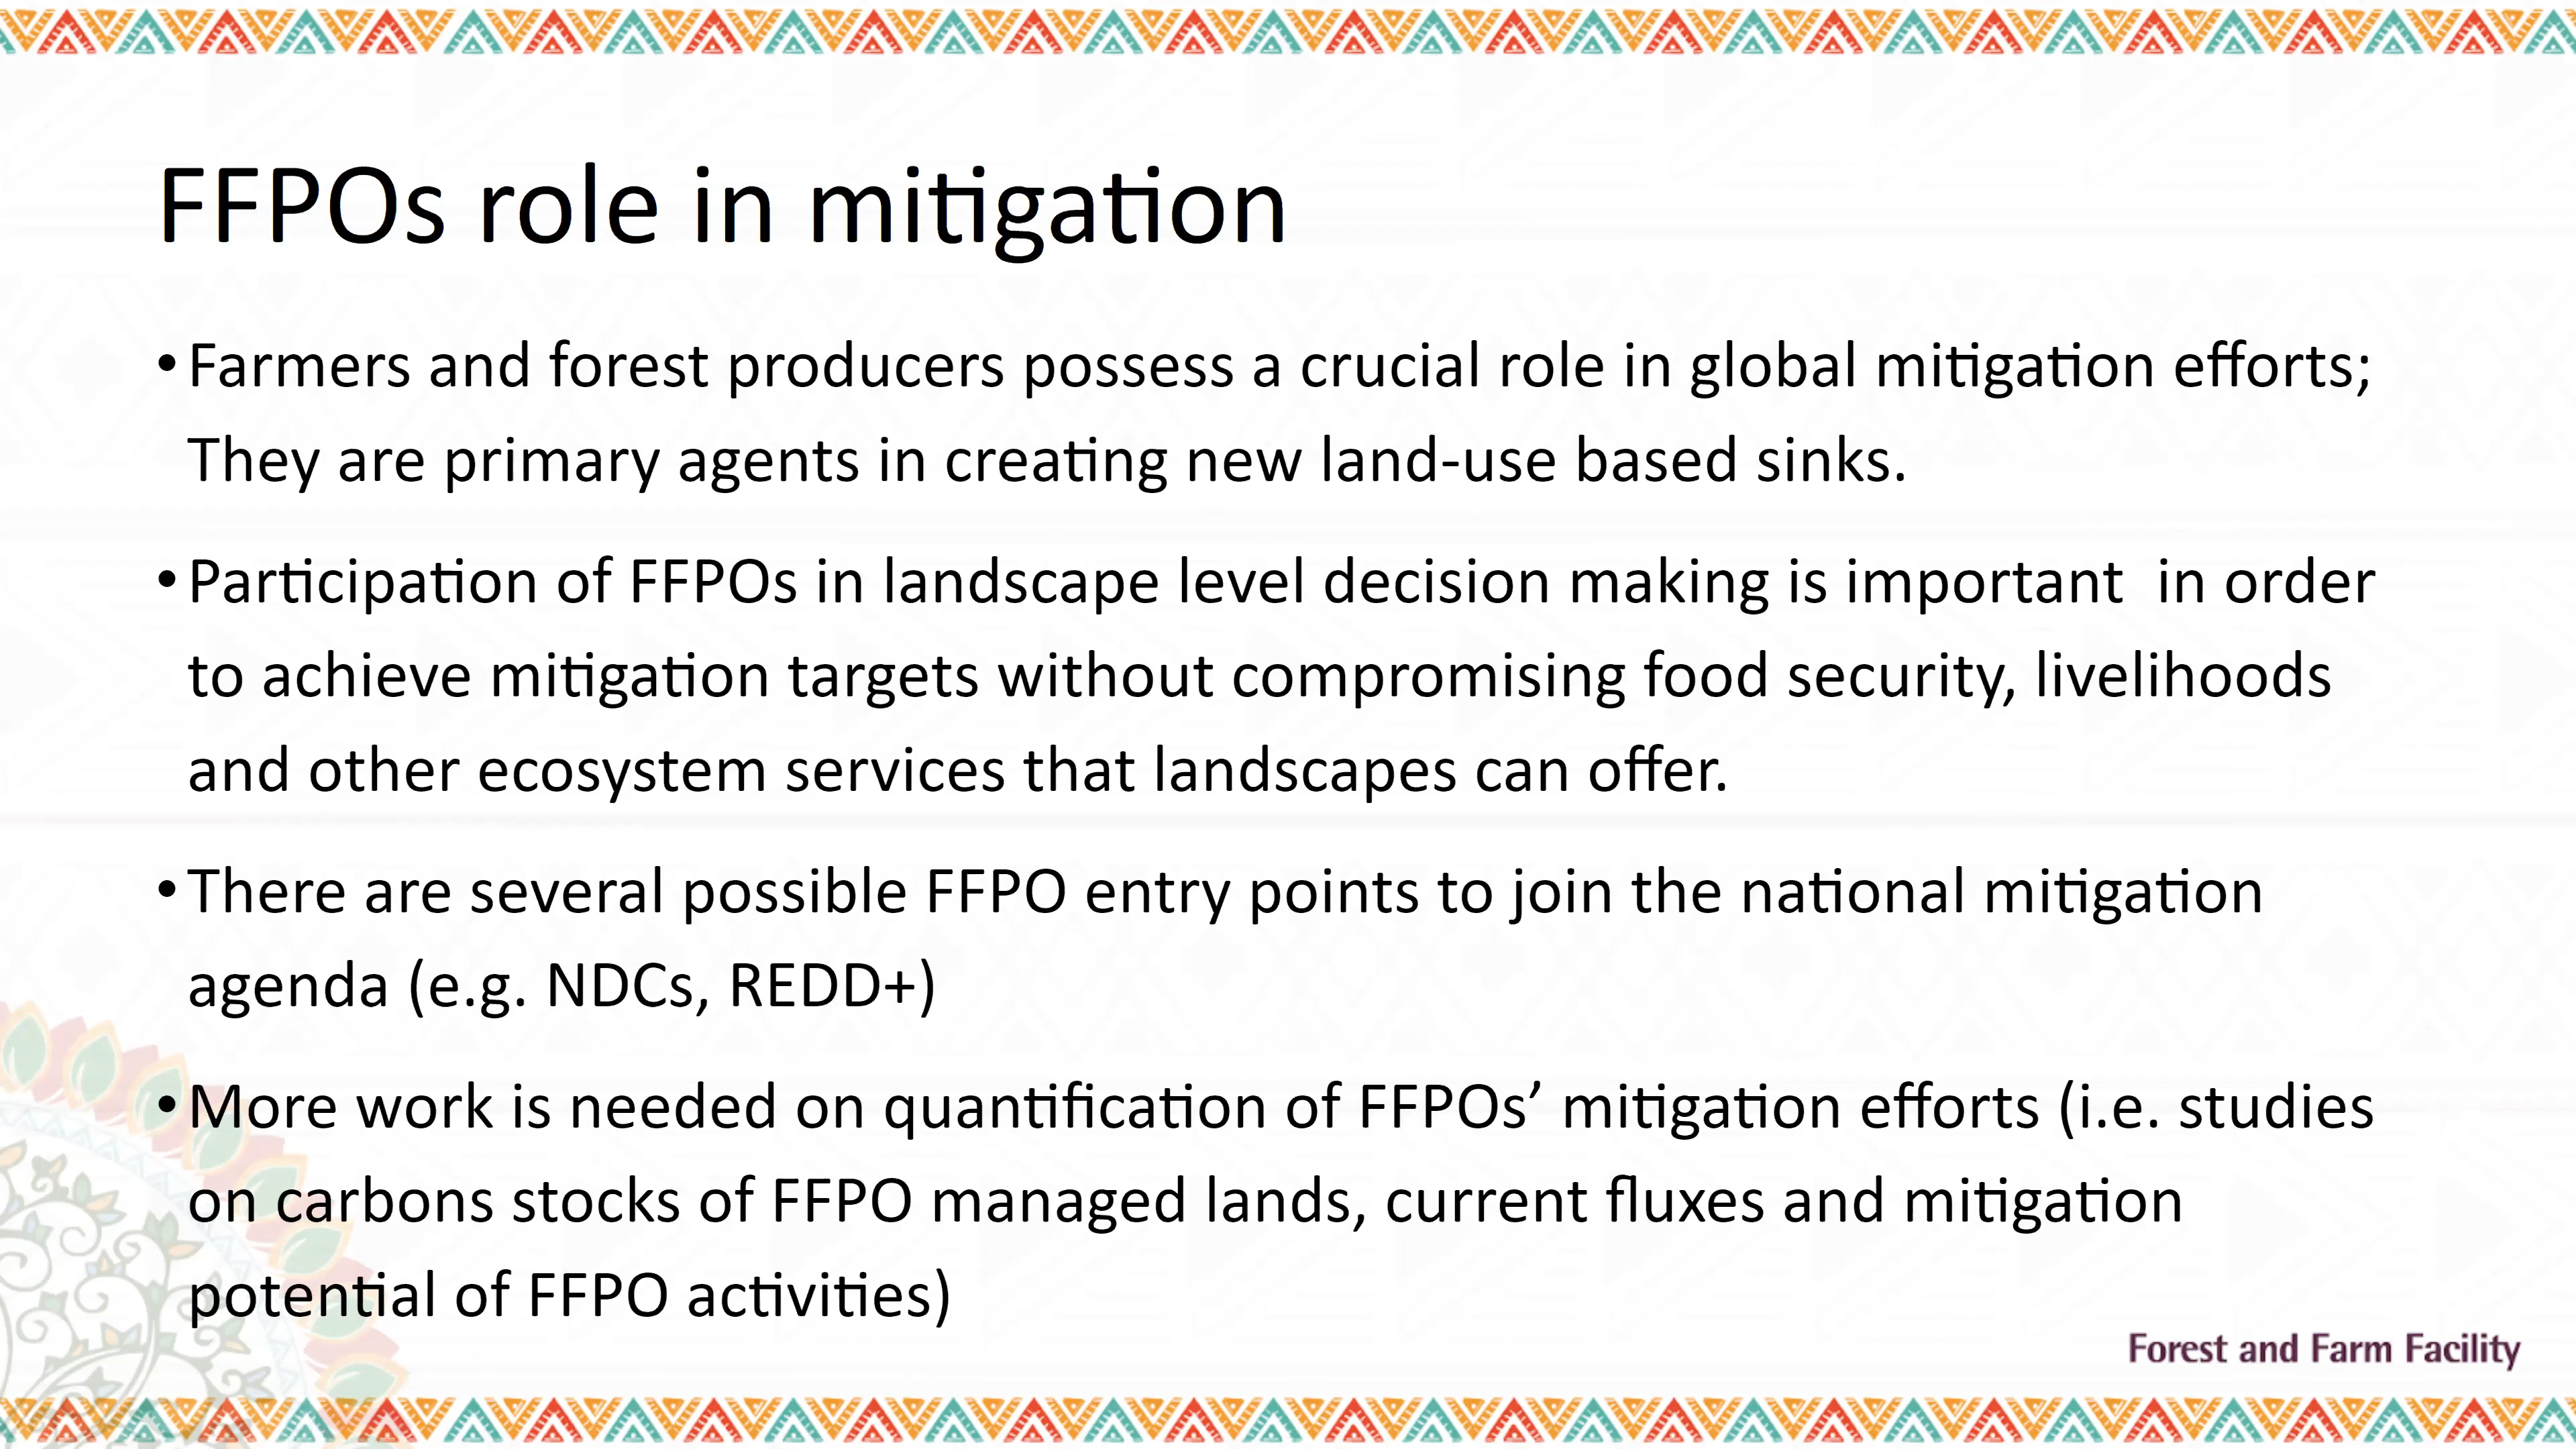 FFPOs role in mitigation
•Farmers and forest producers possess a crucial role in global mitigation efforts;
They are primary agents in creating new land-use based sinks.
•Participation of FFPOs in landscape level decision making is important  in order
to achieve mitigation targets without compromising food security, livelihoods
and other ecosystem services that landscapes can offer.
•There are several possible FFPO entry points to join the national mitigation
agenda (e.g. NDCs, REDD+)
•More work is needed on quantification of FFPOs’ mitigation efforts (i.e. studies
on carbons stocks of FFPO managed lands, current fluxes and mitigation
potential of FFPO activities)
Forest and Farm Facility